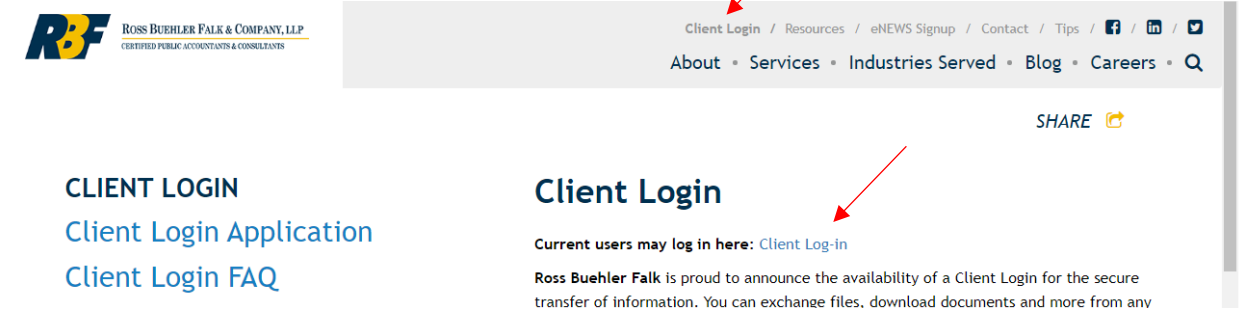 RBF
ROSS BUEHLER FALK & COMPANY, LLP
CERTIFIED PUBLIC ACCOUNTANTS & CONSULTANTS
Client Login / Resources / eNEWS Signup / Contact / Tips / f / in /
About • Services • Industries Served • Blog • Careers •
SHARE
CLIENT LOGIN
Client Login Application
Client Login FAQ
Client Login
Current users may log in here: Client Log-in
Ross Buehler Falk is proud to announce the availability of a Client Login for the secure
transfer of information. You can exchange files, download documents and more from any